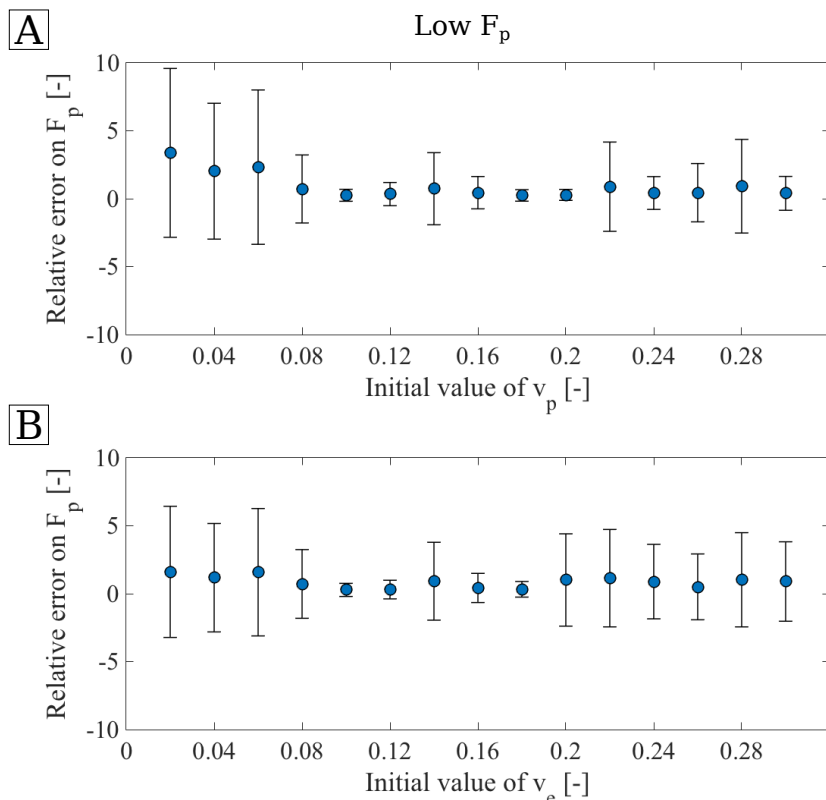 A
Low Fp
10
5
0
-5
-10
Relative error on Fp [-]
0 0.04 0.08 0.12 0.16 0.2 0.24 0.28
Initial value of vp [-]
B
10
5
0
-5
-10
Relative error on Fp [-]
0 0.04 0.08 0.12 0.16 0.2 0.24 0.28
Initial value of ve [-]